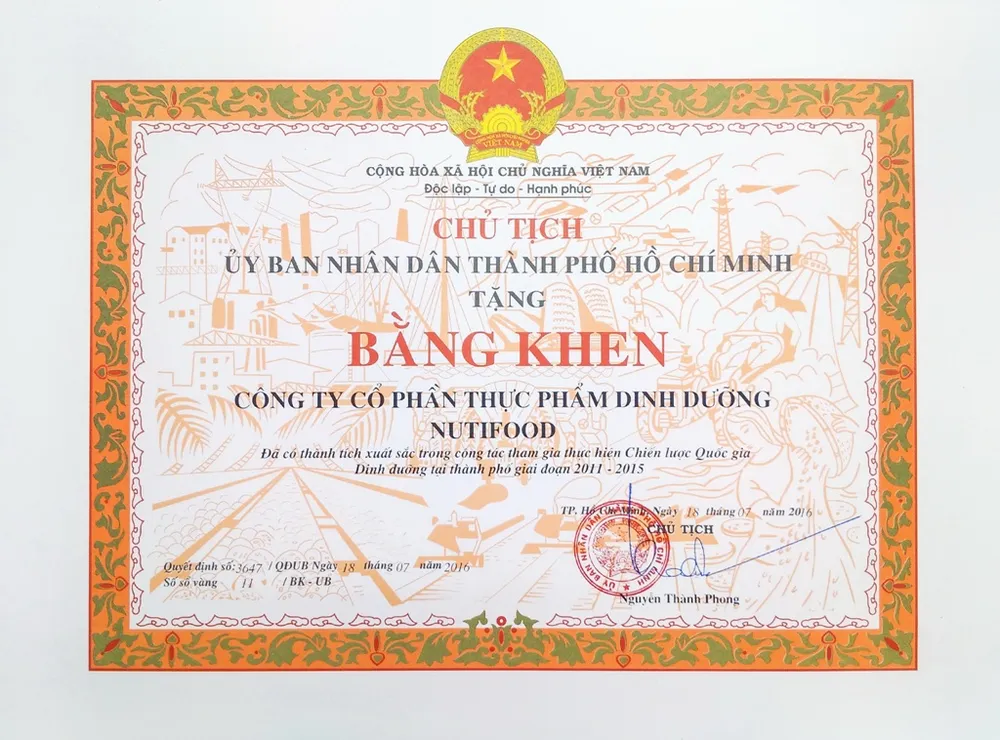 VIỆT NAM
CỘNG HÒA XÃ HỘI CHỦ NGHĨA VIỆT NAM
Độc lập - Tự do - Hạnh phúc
CHỦ TỊCH
ỦY BAN NHÂN DÂN THÀNH PHỐ HỒ CHÍ MINH
TẶNG
BẰNG KHEN
CÔNG TY CỔ PHẦN THỰC PHẨM DINH DƯỠNG
NUTIFOOD
Đã có thành tích xuất sắc trong công tác tham gia thực hiện Chiến lược Quốc gia
Dinh dưỡng tại thành phố giai đoạn 2011 - 2015
TP, Hồ Chí Minh, Ngày 18 tháng 07 năm 2016
CHỦ TỊCH
Quyết định số: 3647 / QĐUB Ngày 18 tháng 07 năm 2016
Số sổ vàng 11 / BK - UB
Nguyễn Thành Phong